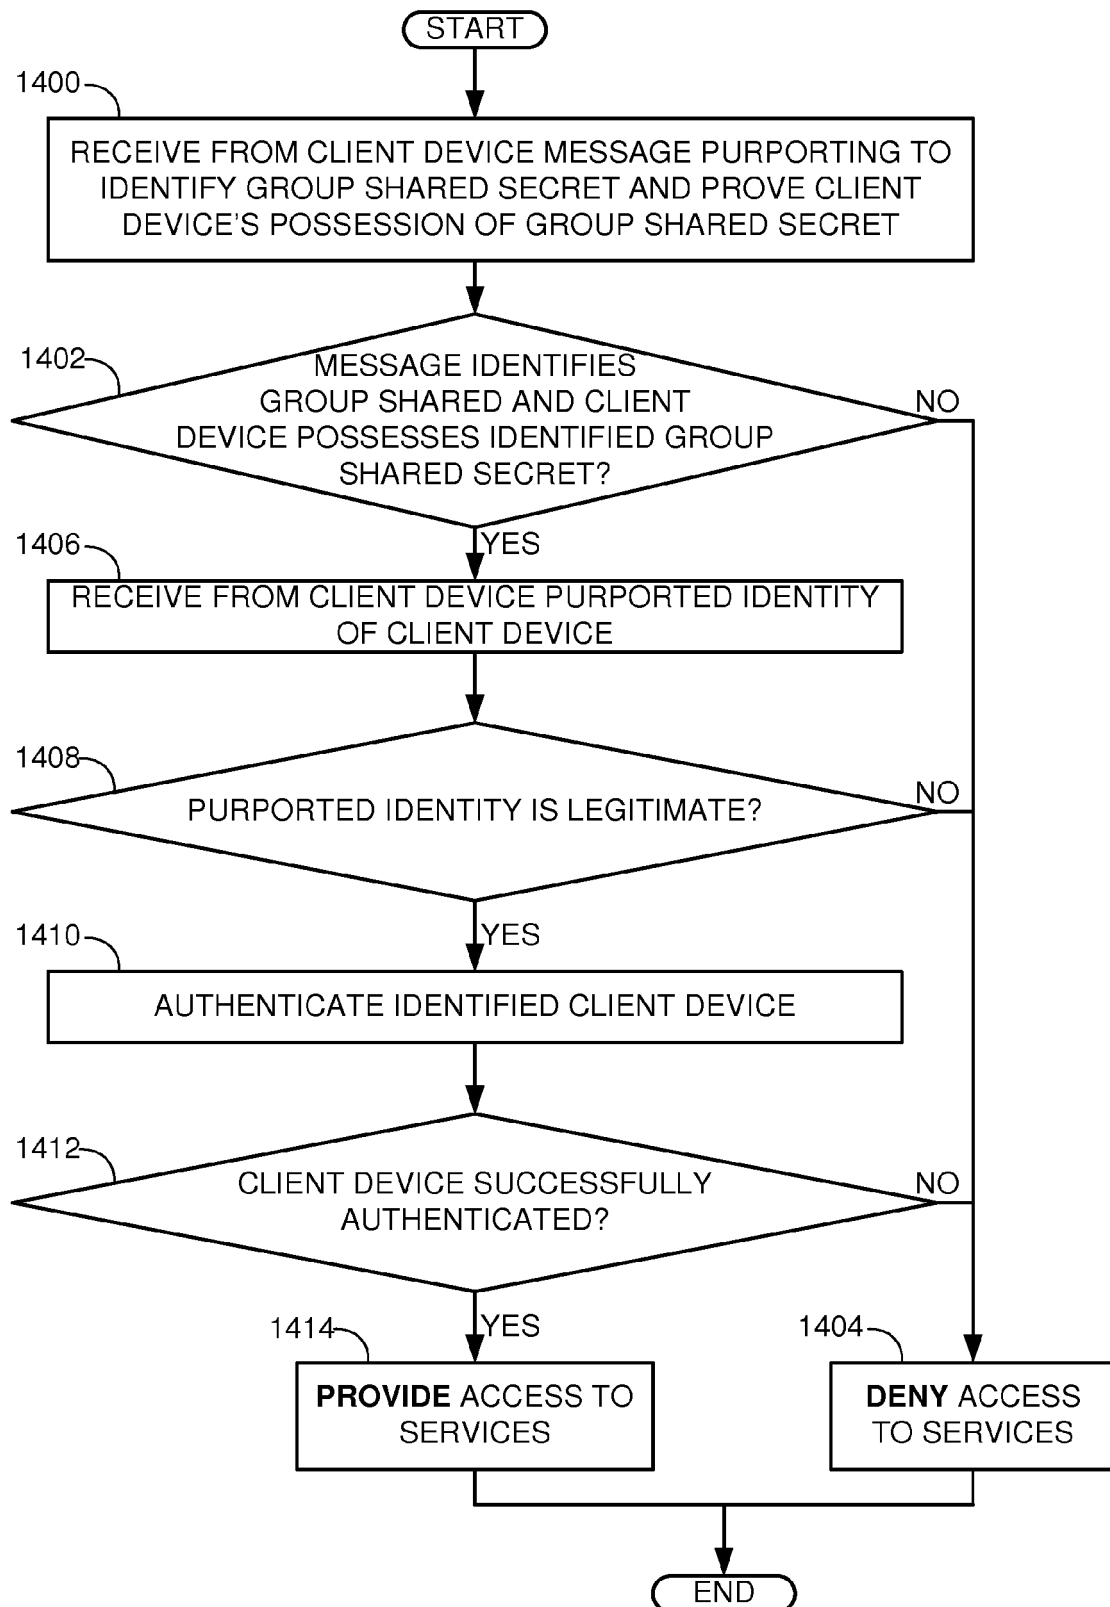 START
1400
RECEIVE FROM CLIENT DEVICE MESSAGE PURPORTING TO
IDENTIFY GROUP SHARED SECRET AND PROVE CLIENT
DEVICE'S POSSESSION OF GROUP SHARED SECRET
1402
MESSAGE IDENTIFIES
GROUP SHARED AND CLIENT
DEVICE POSSESSES IDENTIFIED GROUP
SHARED SECRET?
NO
YES
1406
RECEIVE FROM CLIENT DEVICE PURPORTED IDENTITY
OF CLIENT DEVICE
1408
PURPORTED IDENTITY IS LEGITIMATE?
NO
YES
1410
AUTHENTICATE IDENTIFIED CLIENT DEVICE
1412
CLIENT DEVICE SUCCESSFULLY
AUTHENTICATED?
NO
YES
1414
PROVIDE ACCESS TO
SERVICES
1404
DENY ACCESS
TO SERVICES
END